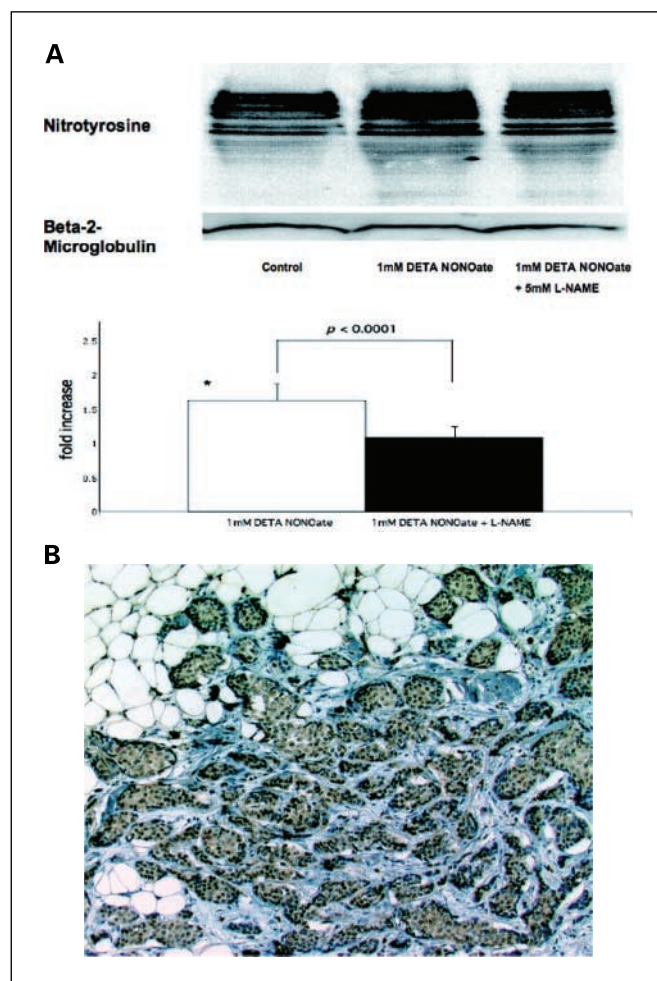 A
Nitrotyrosine
Beta-2-
Microglobulin
Control
1mM DETA NONOate
1mM DETA NONOate
+ 5mM L-NAME
p < 0.0001
2.5
2
*
1.5
1
0.5
0
fold increase
1mM DETA NONOate
1mM DETA NONOate + L-NAME
B